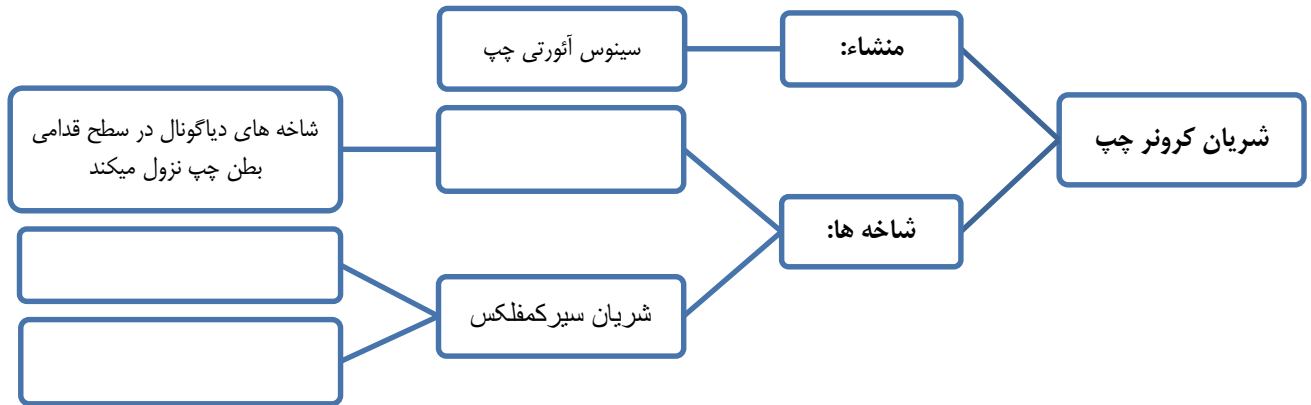 شریان کرونر چپ
منشاء:
سینوس آئورتی چپ
شاخه ها:
شاخه های دیاگونال در سطح قدامی
بطن چپ نزول میکند
شریان سیرکمفلکس